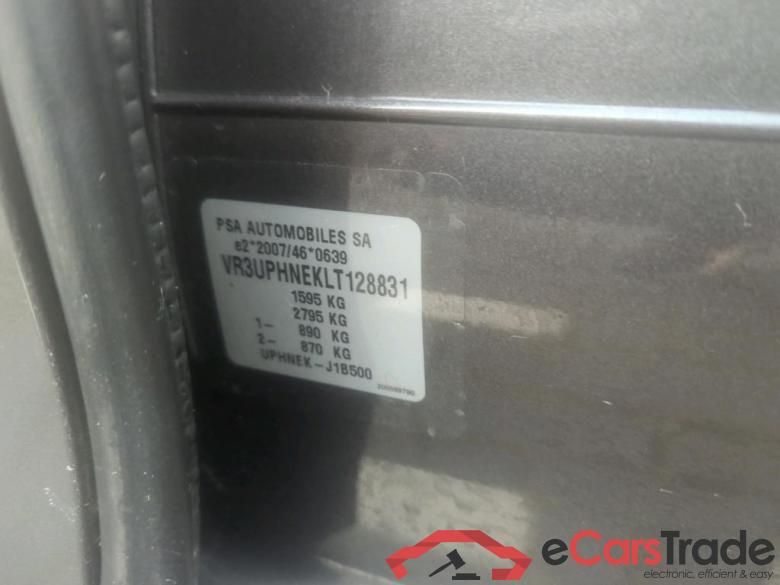 PSA AUTOMOBILES SA
e2*2007/46*0639
VR3UPHNEKLT128831
1595 KG
2795 KG
1- 890 KG
2- 870 KG
UPHNEK-J1B500
eCarsTrade
electronic, efficient & easy